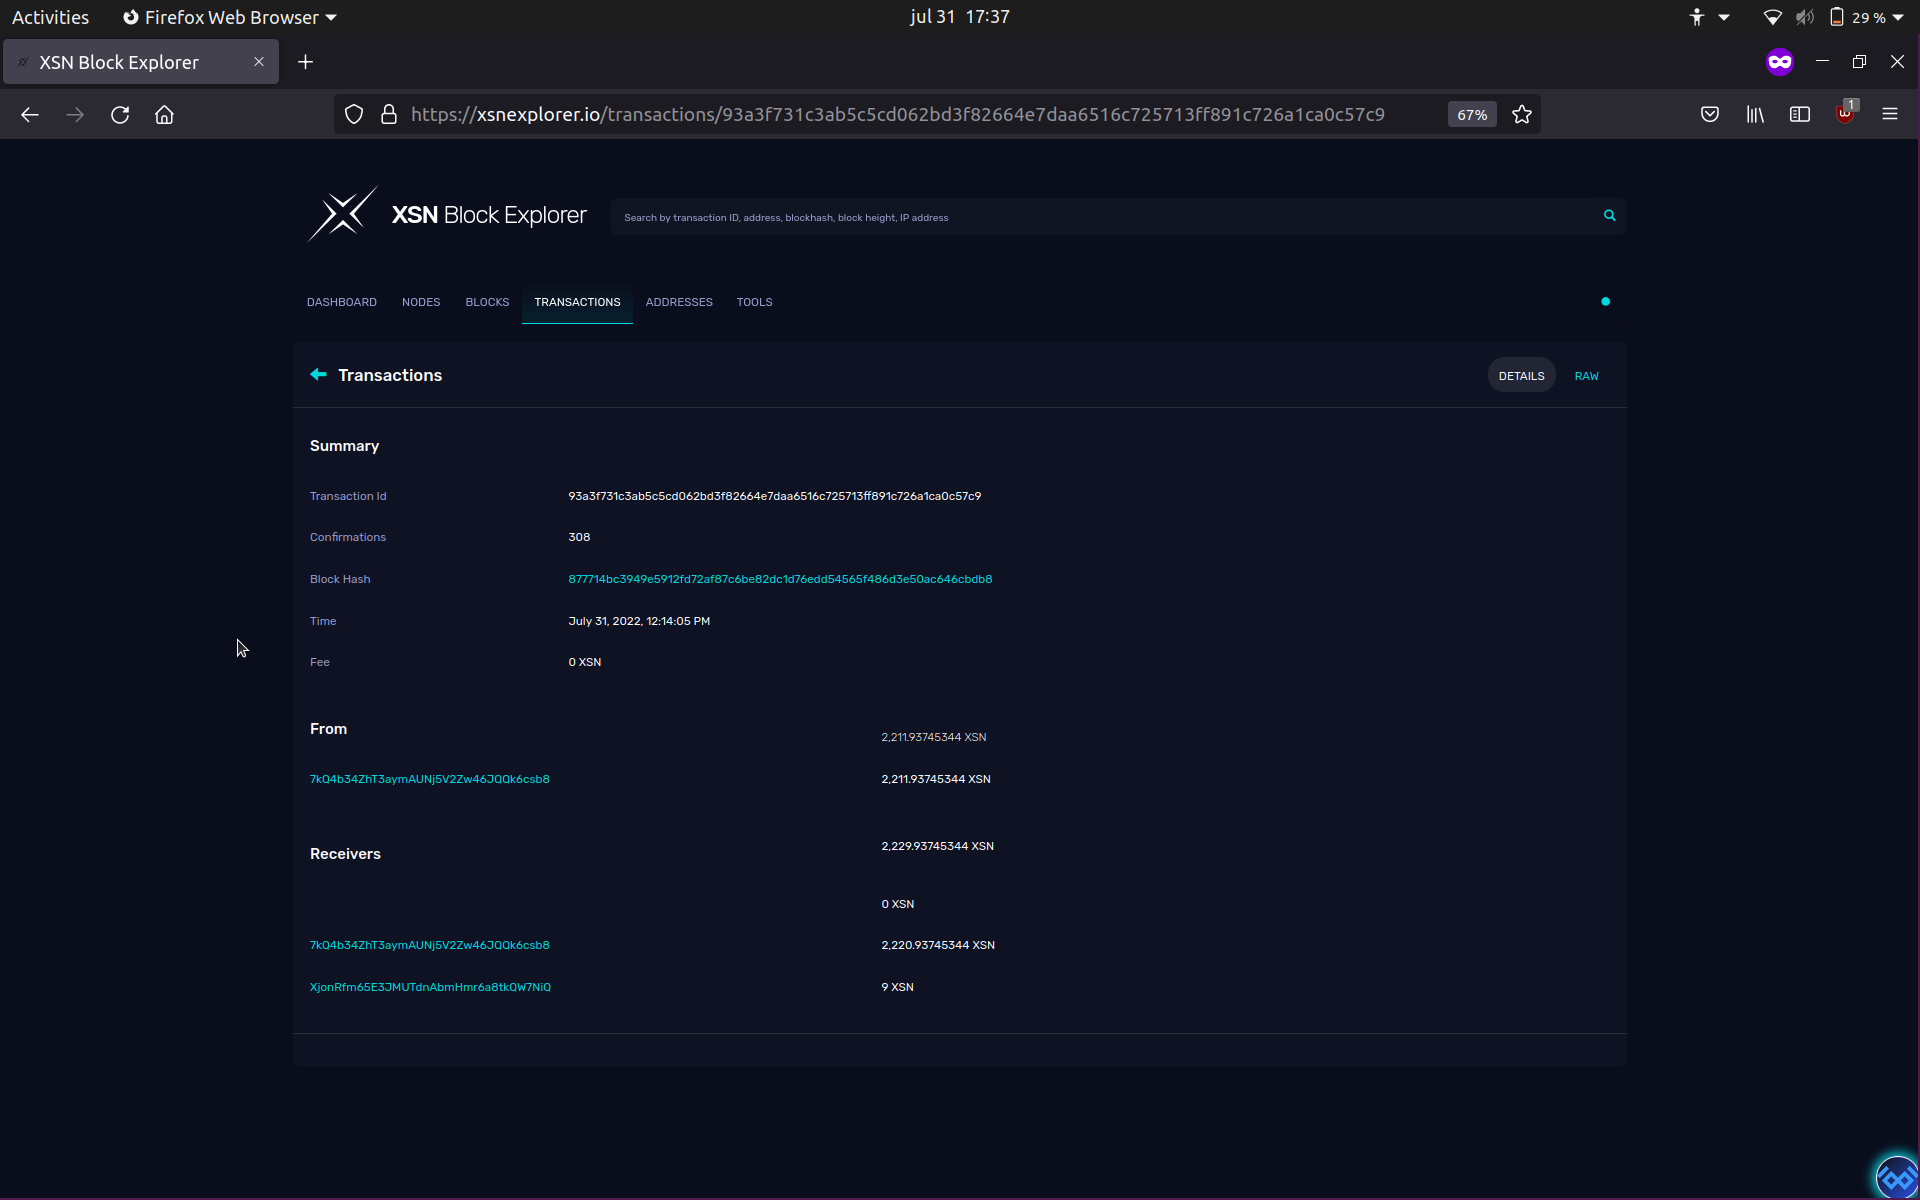 Activities Firefox Web Browser jul 31 17:37 29 %
XSN Block Explorer
https://xsnexplorer.io/transactions/93a3f731c3ab5c5cd062bd3f82664e7daa6516c725713ff891c726a1ca0c57c9 67% 1
XSN Block Explorer Search by transaction ID, address, blockhash, block height, IP address
DASHBOARD NODES BLOCKS TRANSACTIONS ADDRESSES TOOLS
Transactions DETAILS RAW
Summary
Transaction Id 93a3f731c3ab5c5cd062bd3f82664e7daa6516c725713ff891c726a1ca0c57c9
Confirmations 308
Block Hash 877714bc3949e5912fd72af87c6be82dc1d76edd54565f486d3e50ac646cbdb8
Time July 31, 2022, 12:14:05 PM
Fee 0 XSN
From 2,211.93745344 XSN
7kQ4b34ZhT3aymAUNj5V2Zw46JQQk6csb8 2,211.93745344 XSN
Receivers 2,229.93745344 XSN
0 XSN
7kQ4b34ZhT3aymAUNj5V2Zw46JQQk6csb8 2,220.93745344 XSN
XjonRfm65E3JMUTdnAbmHmr6a8tkQW7NiQ 9 XSN